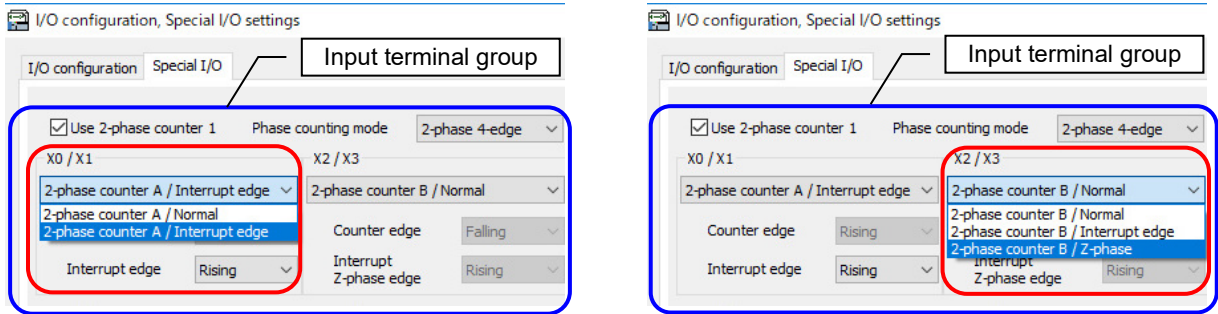 I/O configuration, Special I/O settings
Input terminal group
I/O configuration Special I/O
Use 2-phase counter 1 Phase counting mode 2-phase 4-edge
X0 / X1 X2 / X3
2-phase counter A / Interrupt edge 2-phase counter B / Normal
2-phase counter A / Normal
2-phase counter A / Interrupt edge
Counter edge Falling
Interrupt edge Rising
Interrupt
Z-phase edge Rising
I/O configuration, Special I/O settings
Input terminal group
I/O configuration Special I/O
Use 2-phase counter 1 Phase counting mode 2-phase 4-edge
X0 / X1 X2 / X3
2-phase counter A / Interrupt edge 2-phase counter B / Normal
2-phase counter B / Normal
2-phase counter B / Interrupt edge
2-phase counter B / Z-phase
Counter edge Rising
Interrupt edge Rising
Interrupt
Z-phase edge Rising